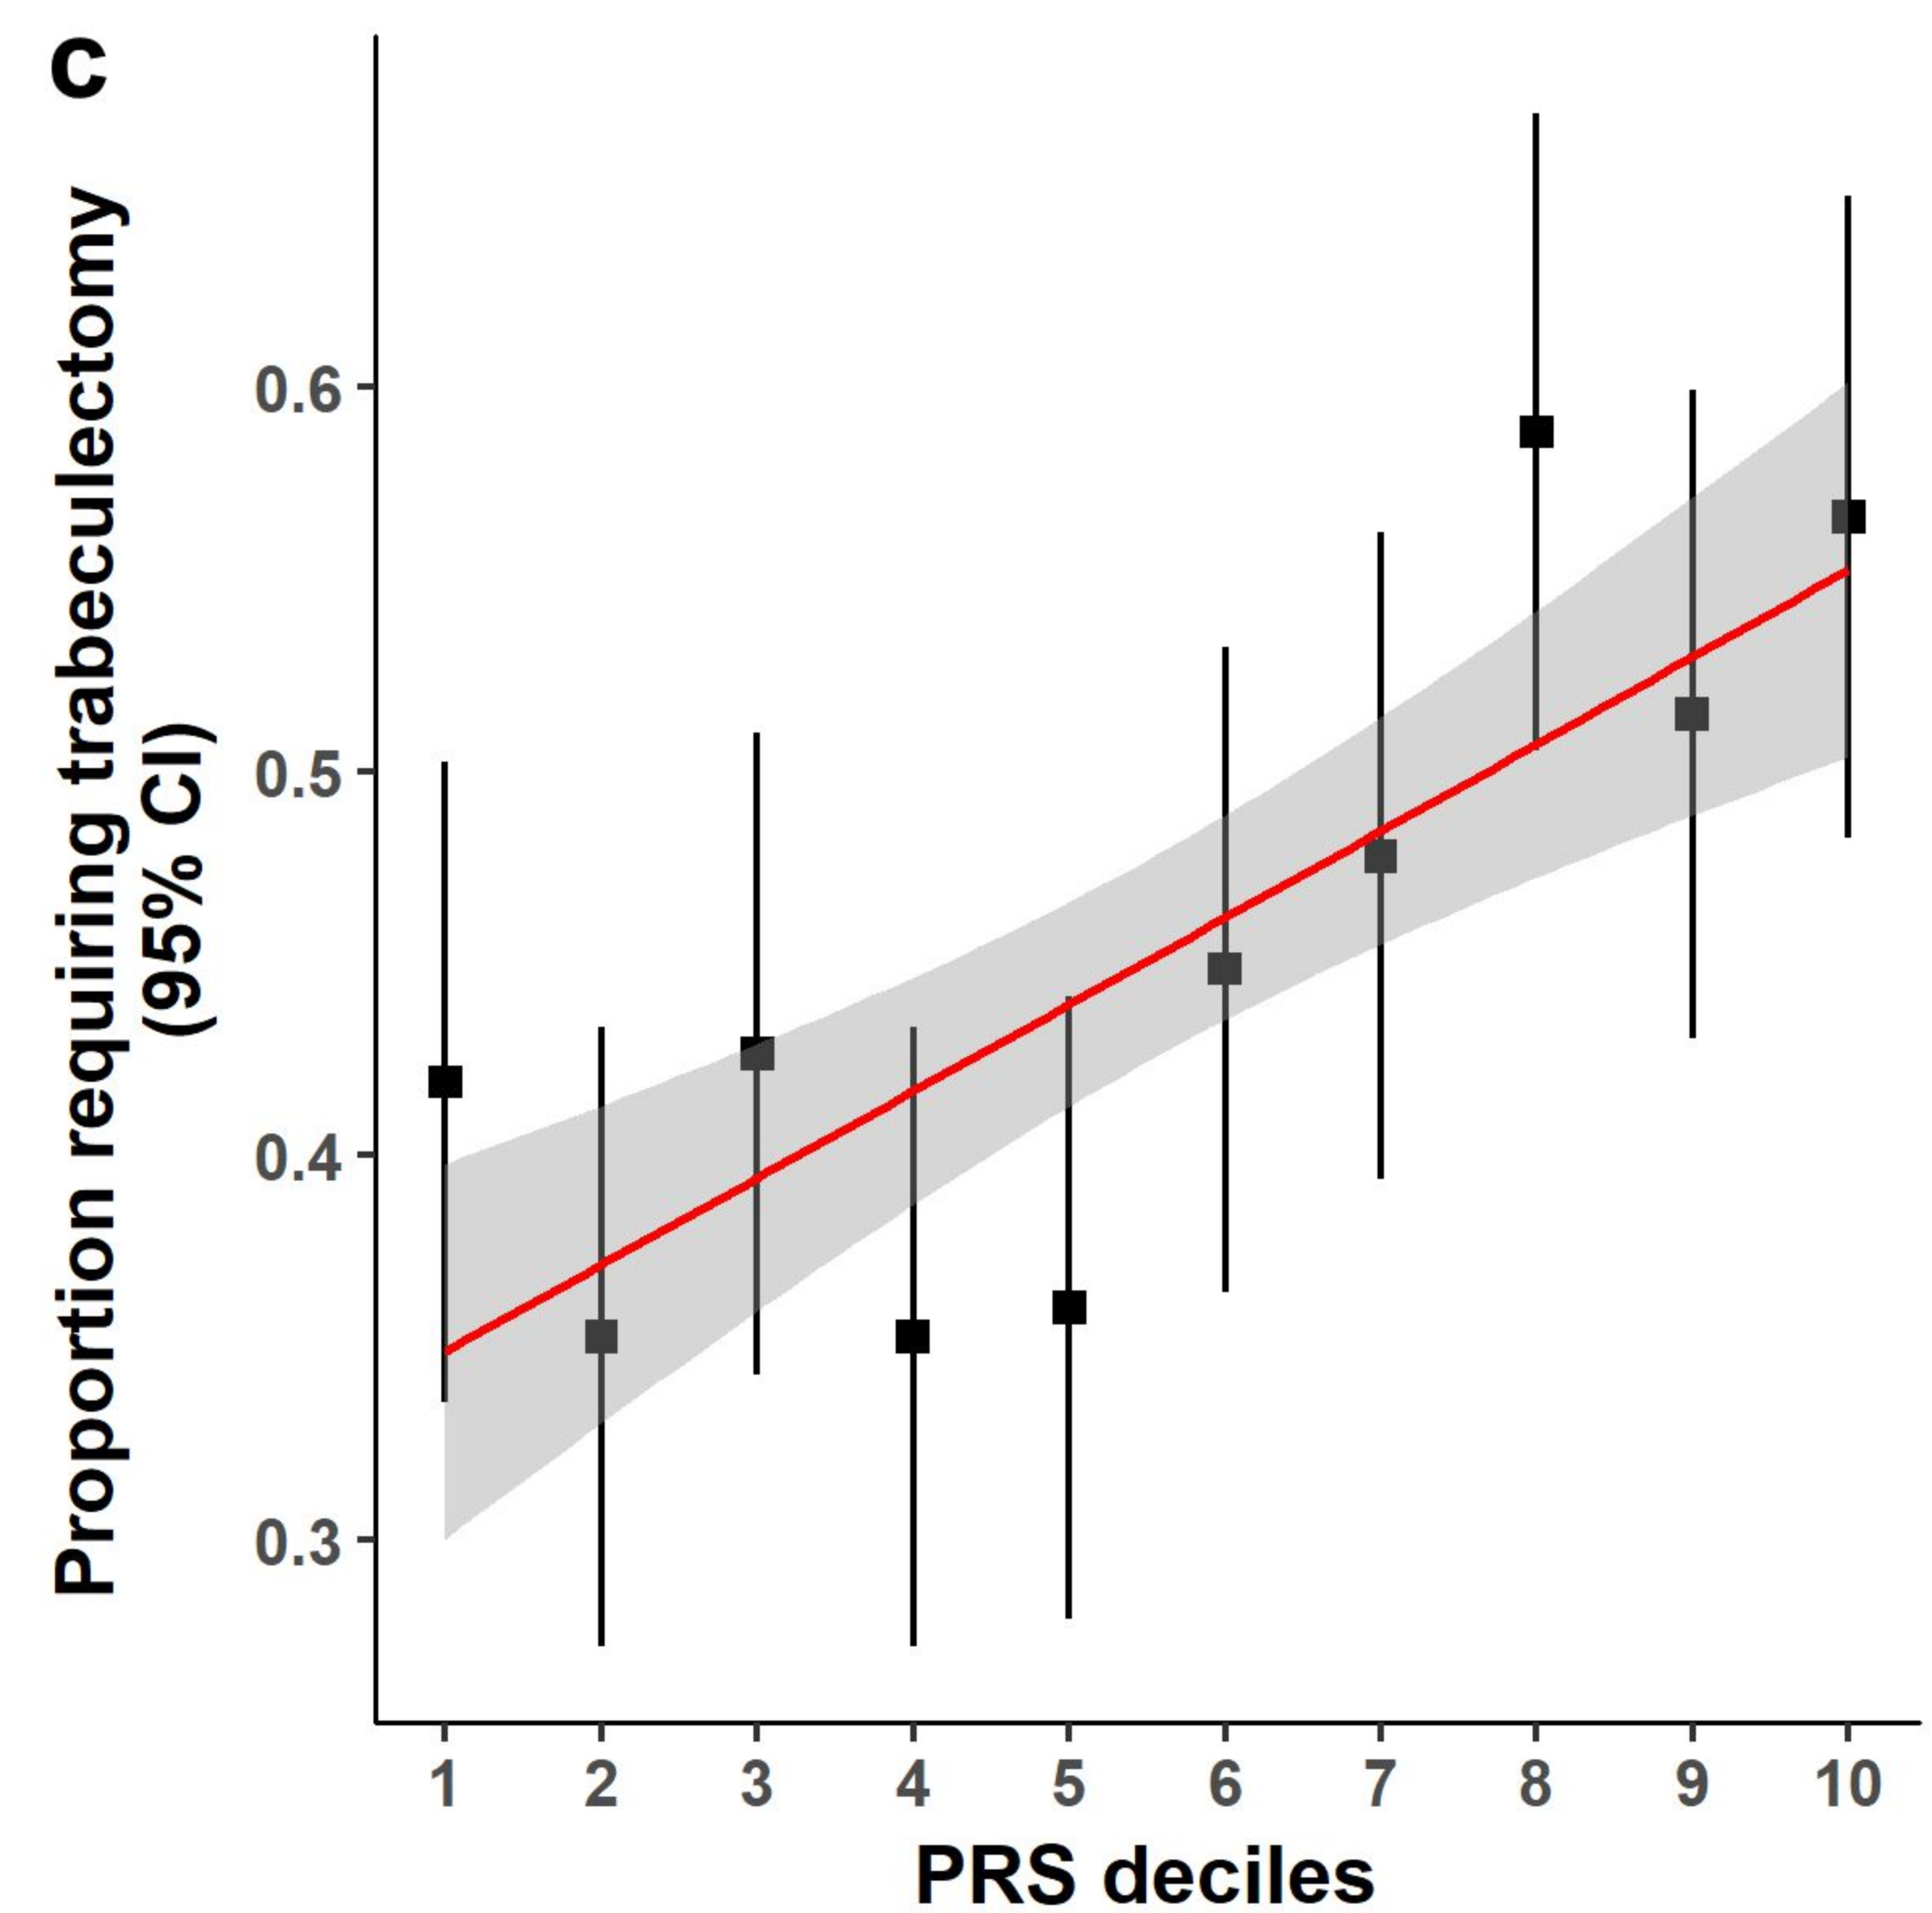 c
Proportion requiring trabeculectomy
(95% CI)
0.6
0.5
0.4
0.3
1 2 3 4 5 6 7 8 9 10
PRS deciles